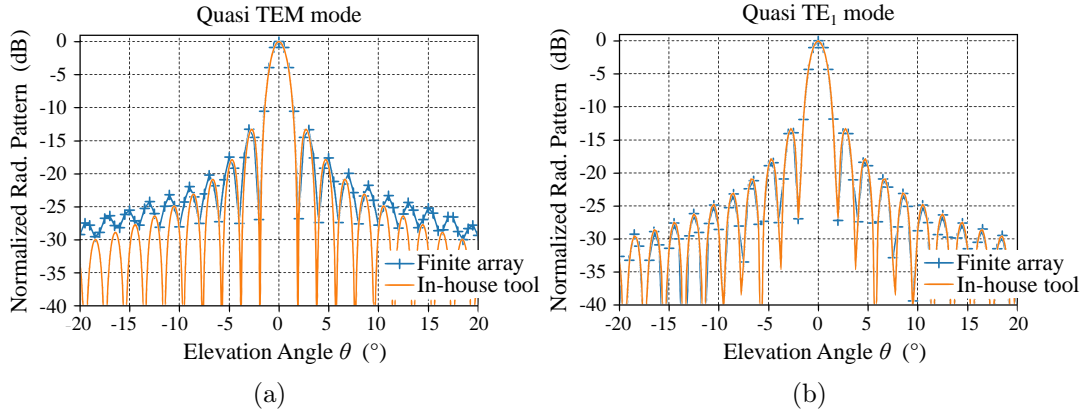 Quasi TEM mode
Normalized Rad. Pattern (dB)
0
-5
-10
-15
-20
-25
-30
-35
-40
-20 -15 -10 -5 0 5 10 15 20
Finite array
In-house tool
Elevation Angle θ (°)
(a)
Quasi TE₁ mode
Normalized Rad. Pattern (dB)
0
-5
-10
-15
-20
-25
-30
-35
-40
-20 -15 -10 -5 0 5 10 15 20
Finite array
In-house tool
Elevation Angle θ (°)
(b)